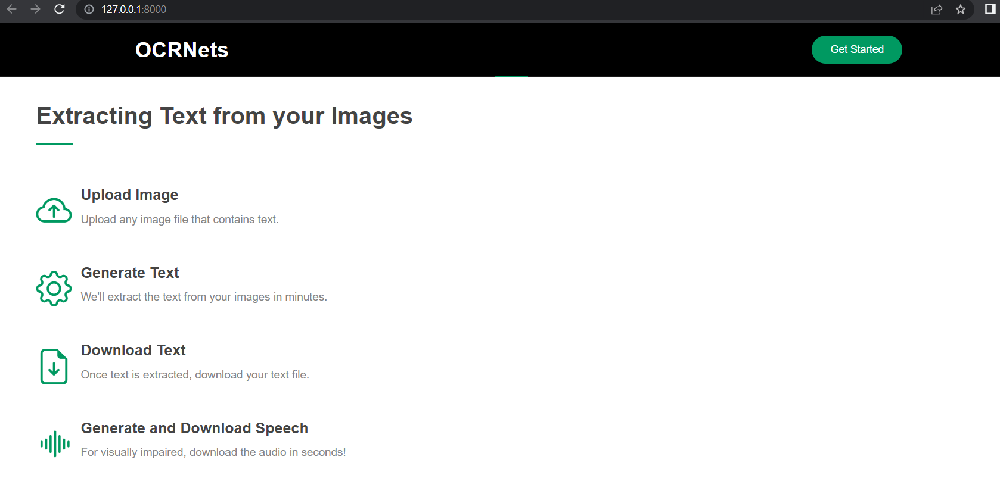 127.0.0.1:8000
OCRNets
Get Started
Extracting Text from your Images
Upload Image
Upload any image file that contains text.
Generate Text
We'll extract the text from your images in minutes.
Download Text
Once text is extracted, download your text file.
Generate and Download Speech
For visually impaired, download the audio in seconds!